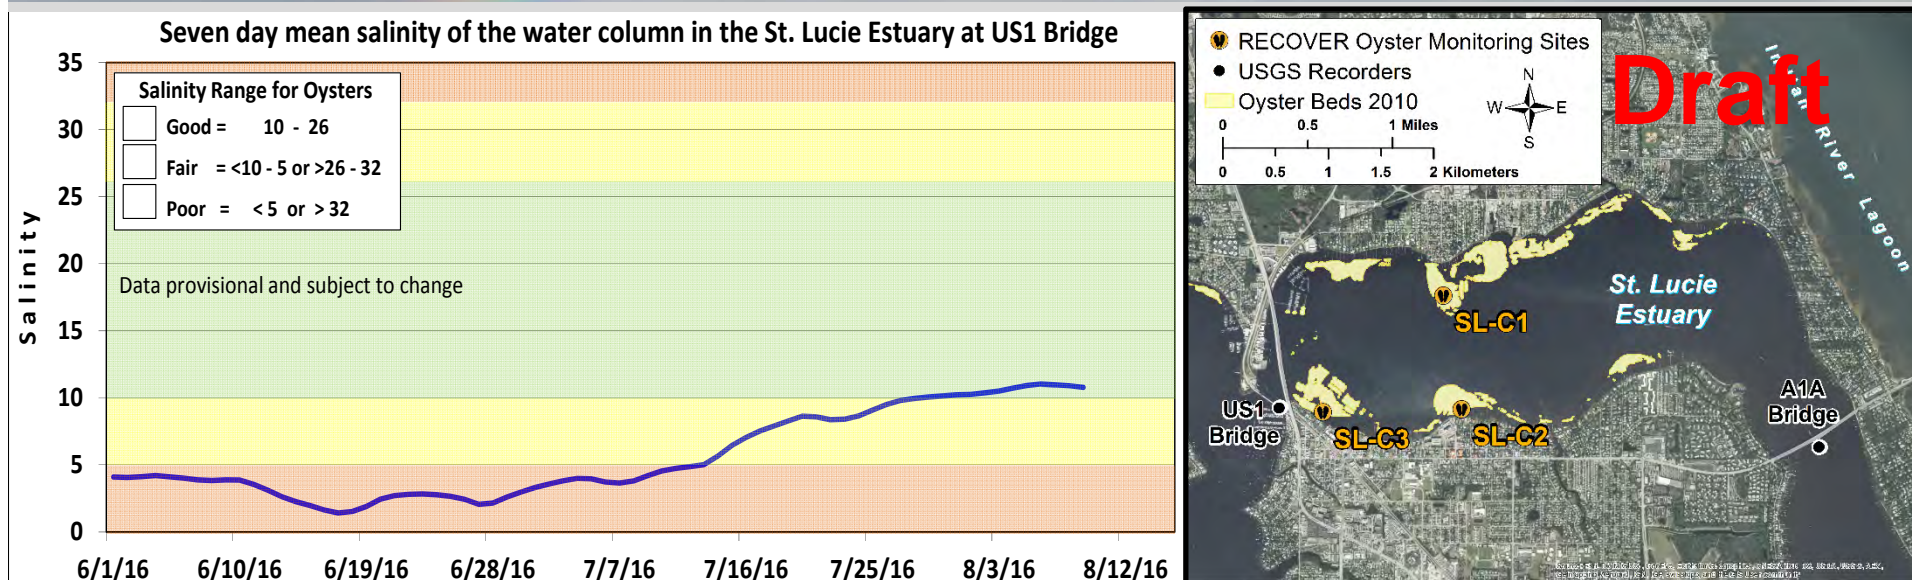 Seven day mean salinity of the water column in the St. Lucie Estuary at US1 Bridge
Salinity
35
30
25
20
15
10
5
0
Salinity Range for Oysters
Good = 10 - 26
Fair = <10 - 5 or >26 - 32
Poor = < 5 or > 32
Data provisional and subject to change
6/1/16 6/10/16 6/19/16 6/28/16 7/7/16 7/16/16 7/25/16 8/3/16 8/12/16
RECOVER Oyster Monitoring Sites
USGS Recorders
Oyster Beds 2010
N
W E
S
0 0.5 1 Miles
0 0.5 1 1.5 2 Kilometers
Draft
Indian River Lagoon
St. Lucie
Estuary
SL-C1
US1
Bridge
SL-C3
SL-C2
A1A
Bridge